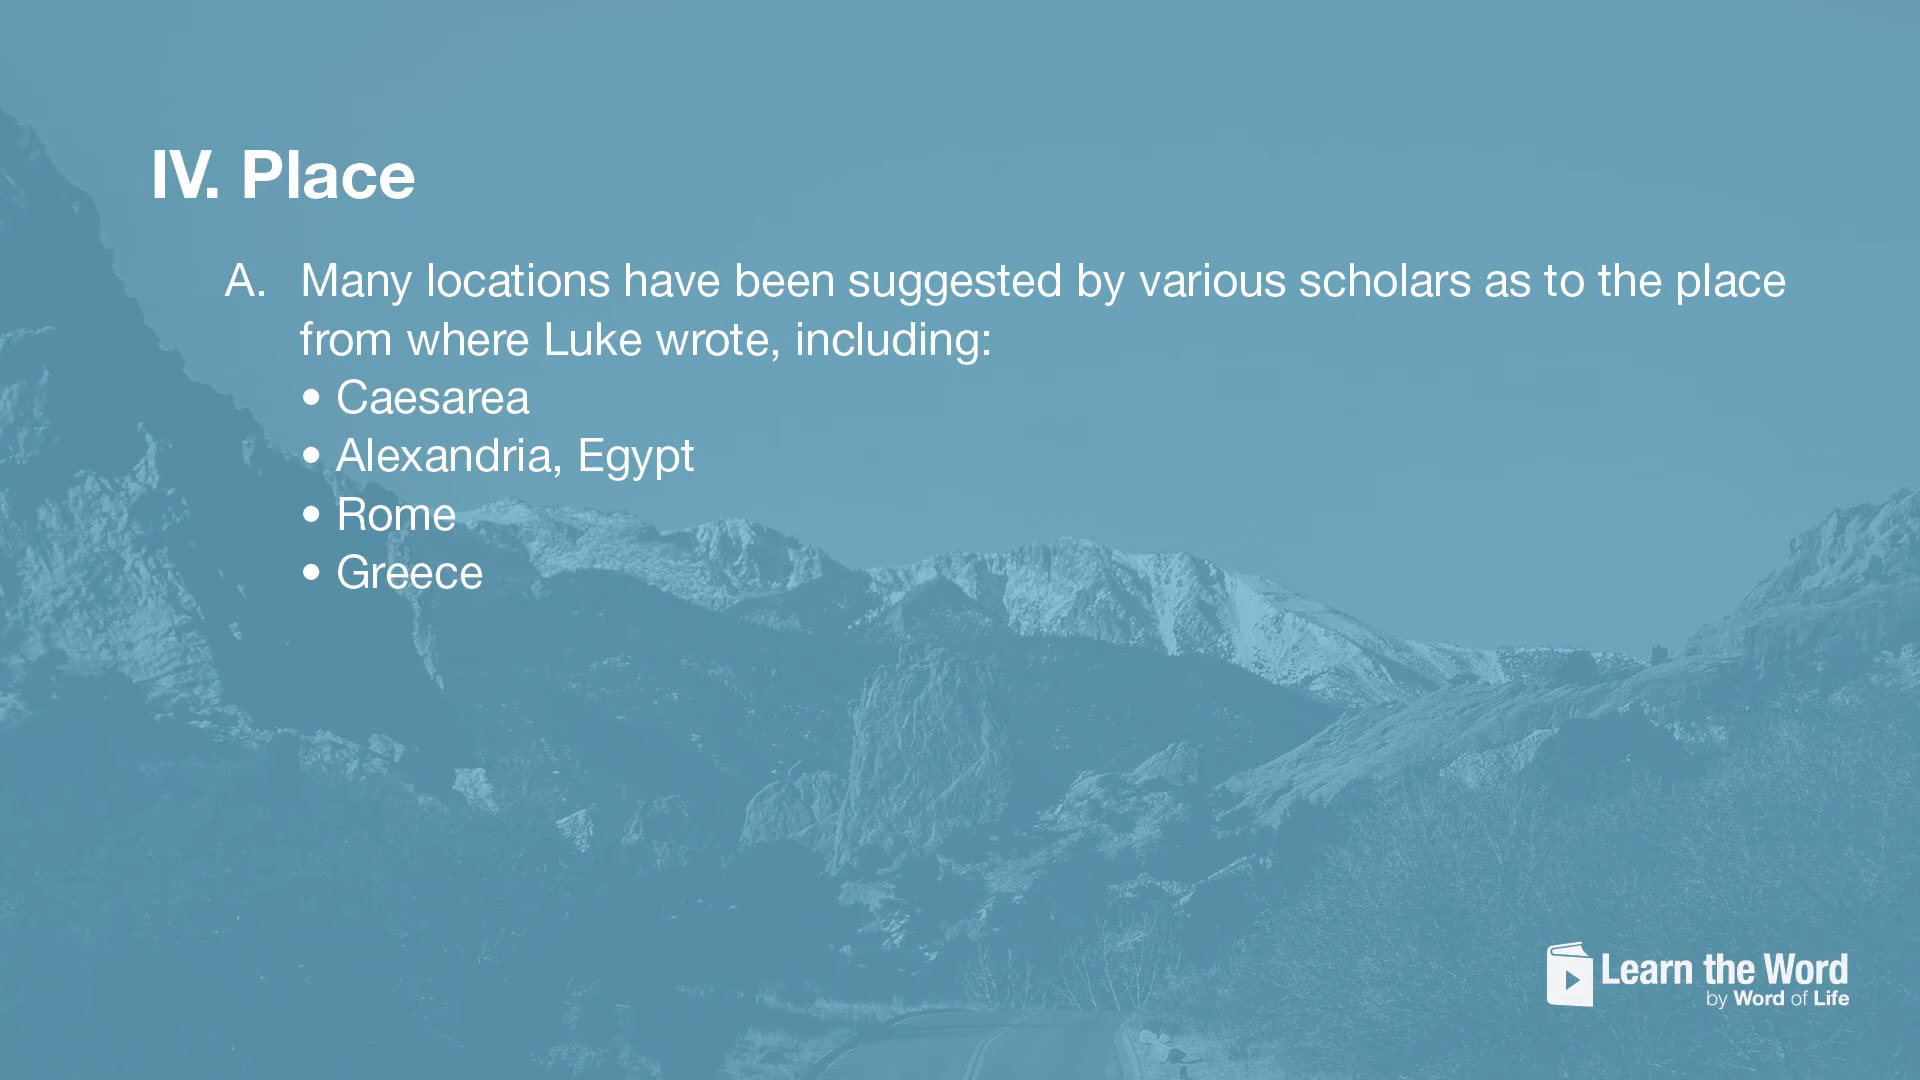 IV. Place
A. Many locations have been suggested by various scholars as to the place
from where Luke wrote, including:
• Caesarea
• Alexandria, Egypt
• Rome
• Greece
Learn the Word
by Word of Life